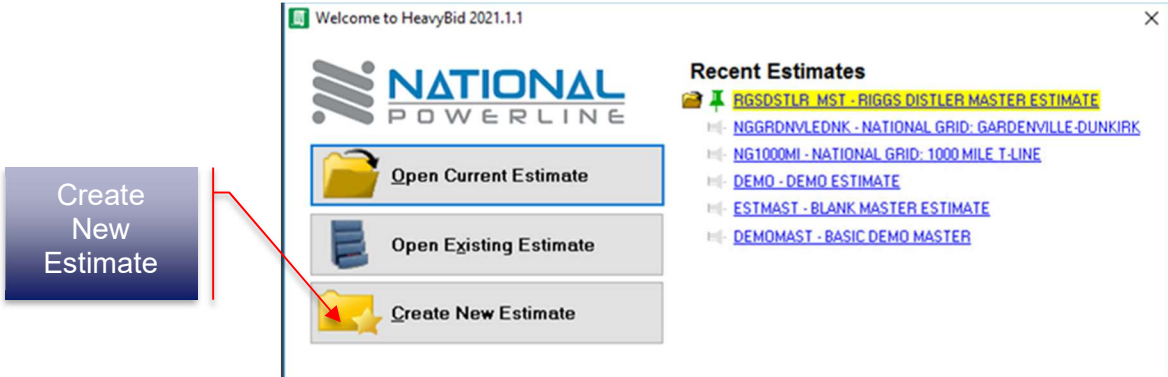 Welcome to HeavyBid 2021.1.1
NATIONAL
POWERLINE
Open Current Estimate
Open Existing Estimate
Create New Estimate
Recent Estimates
RGSDSTLR_MST - RIGGS DISTLER MASTER ESTIMATE
NGGRDNVLEDNK - NATIONAL GRID: GARDENVILLE-DUNKIRK
NG1000MI - NATIONAL GRID: 1000 MILE T-LINE
DEMO - DEMO ESTIMATE
ESTMAST - BLANK MASTER ESTIMATE
DEMOMAST - BASIC DEMO MASTER
Create
New
Estimate